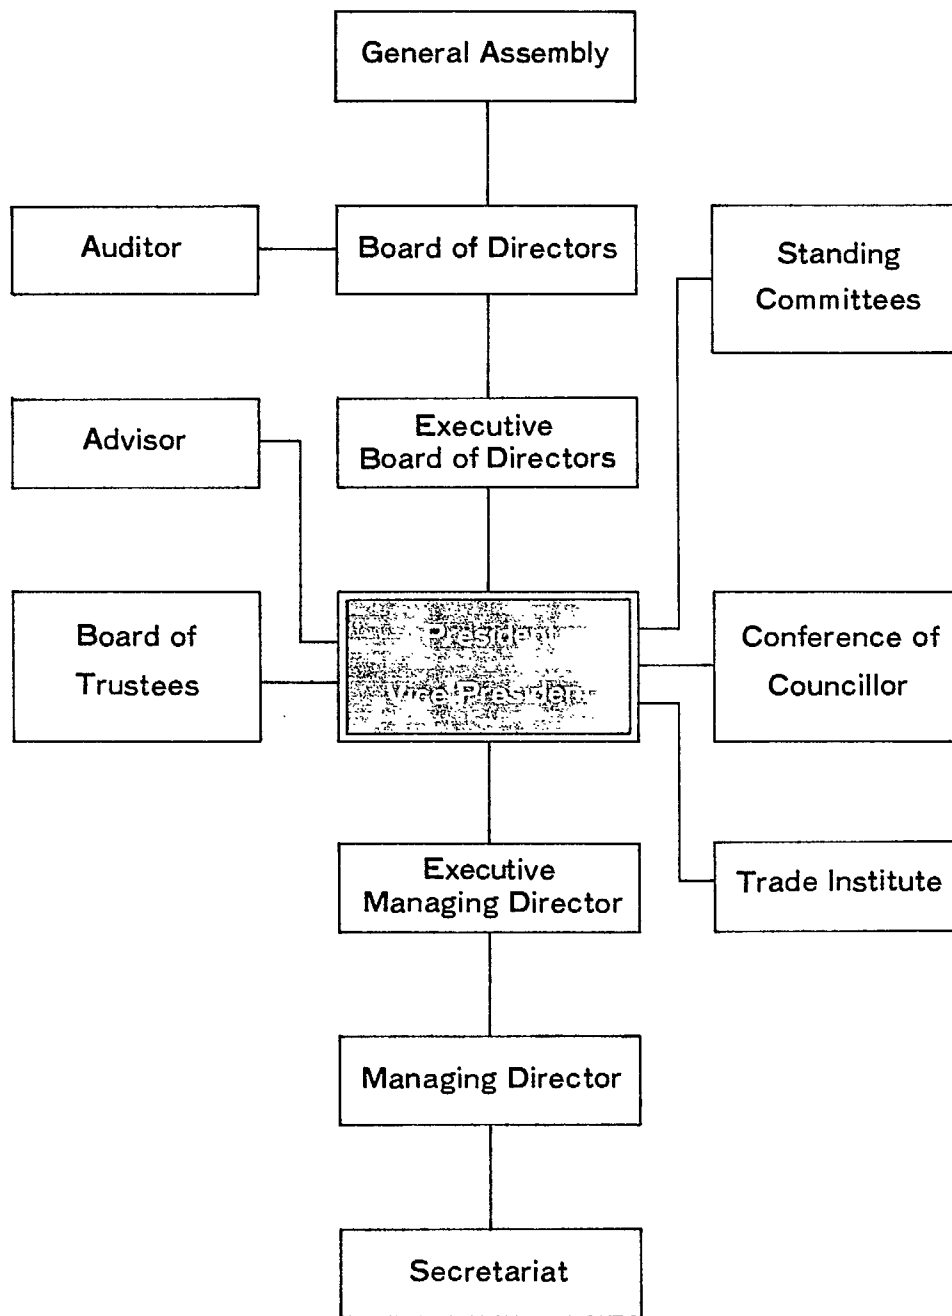 General Assembly
Auditor
Board of Directors
Standing
Committees
Advisor
Executive
Board of Directors
Board of
Trustees
President
Vice President
Conference of
Councillor
Executive
Managing Director
Trade Institute
Managing Director
Secretariat